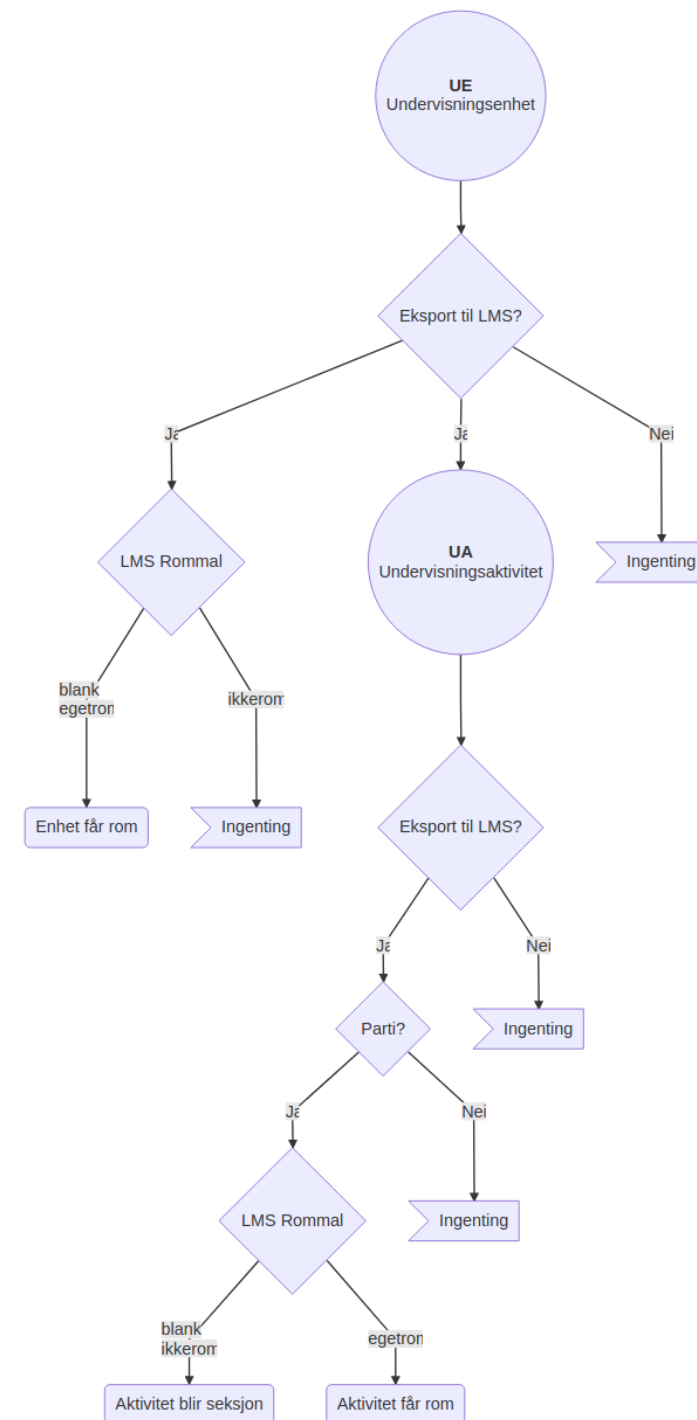 UE
Undervisningsenhet
Eksport til LMS?
Ja
Ja
Nei
LMS Rommal
UA
Undervisningsaktivitet
Ingenting
blank
egetrom
ikkerom
Enhet får rom
Ingenting
Eksport til LMS?
Ja
Nei
Parti?
Ingenting
Ja
Nei
LMS Rommal
Ingenting
blank
ikkerom
egetrom
Aktivitet blir seksjon
Aktivitet får rom